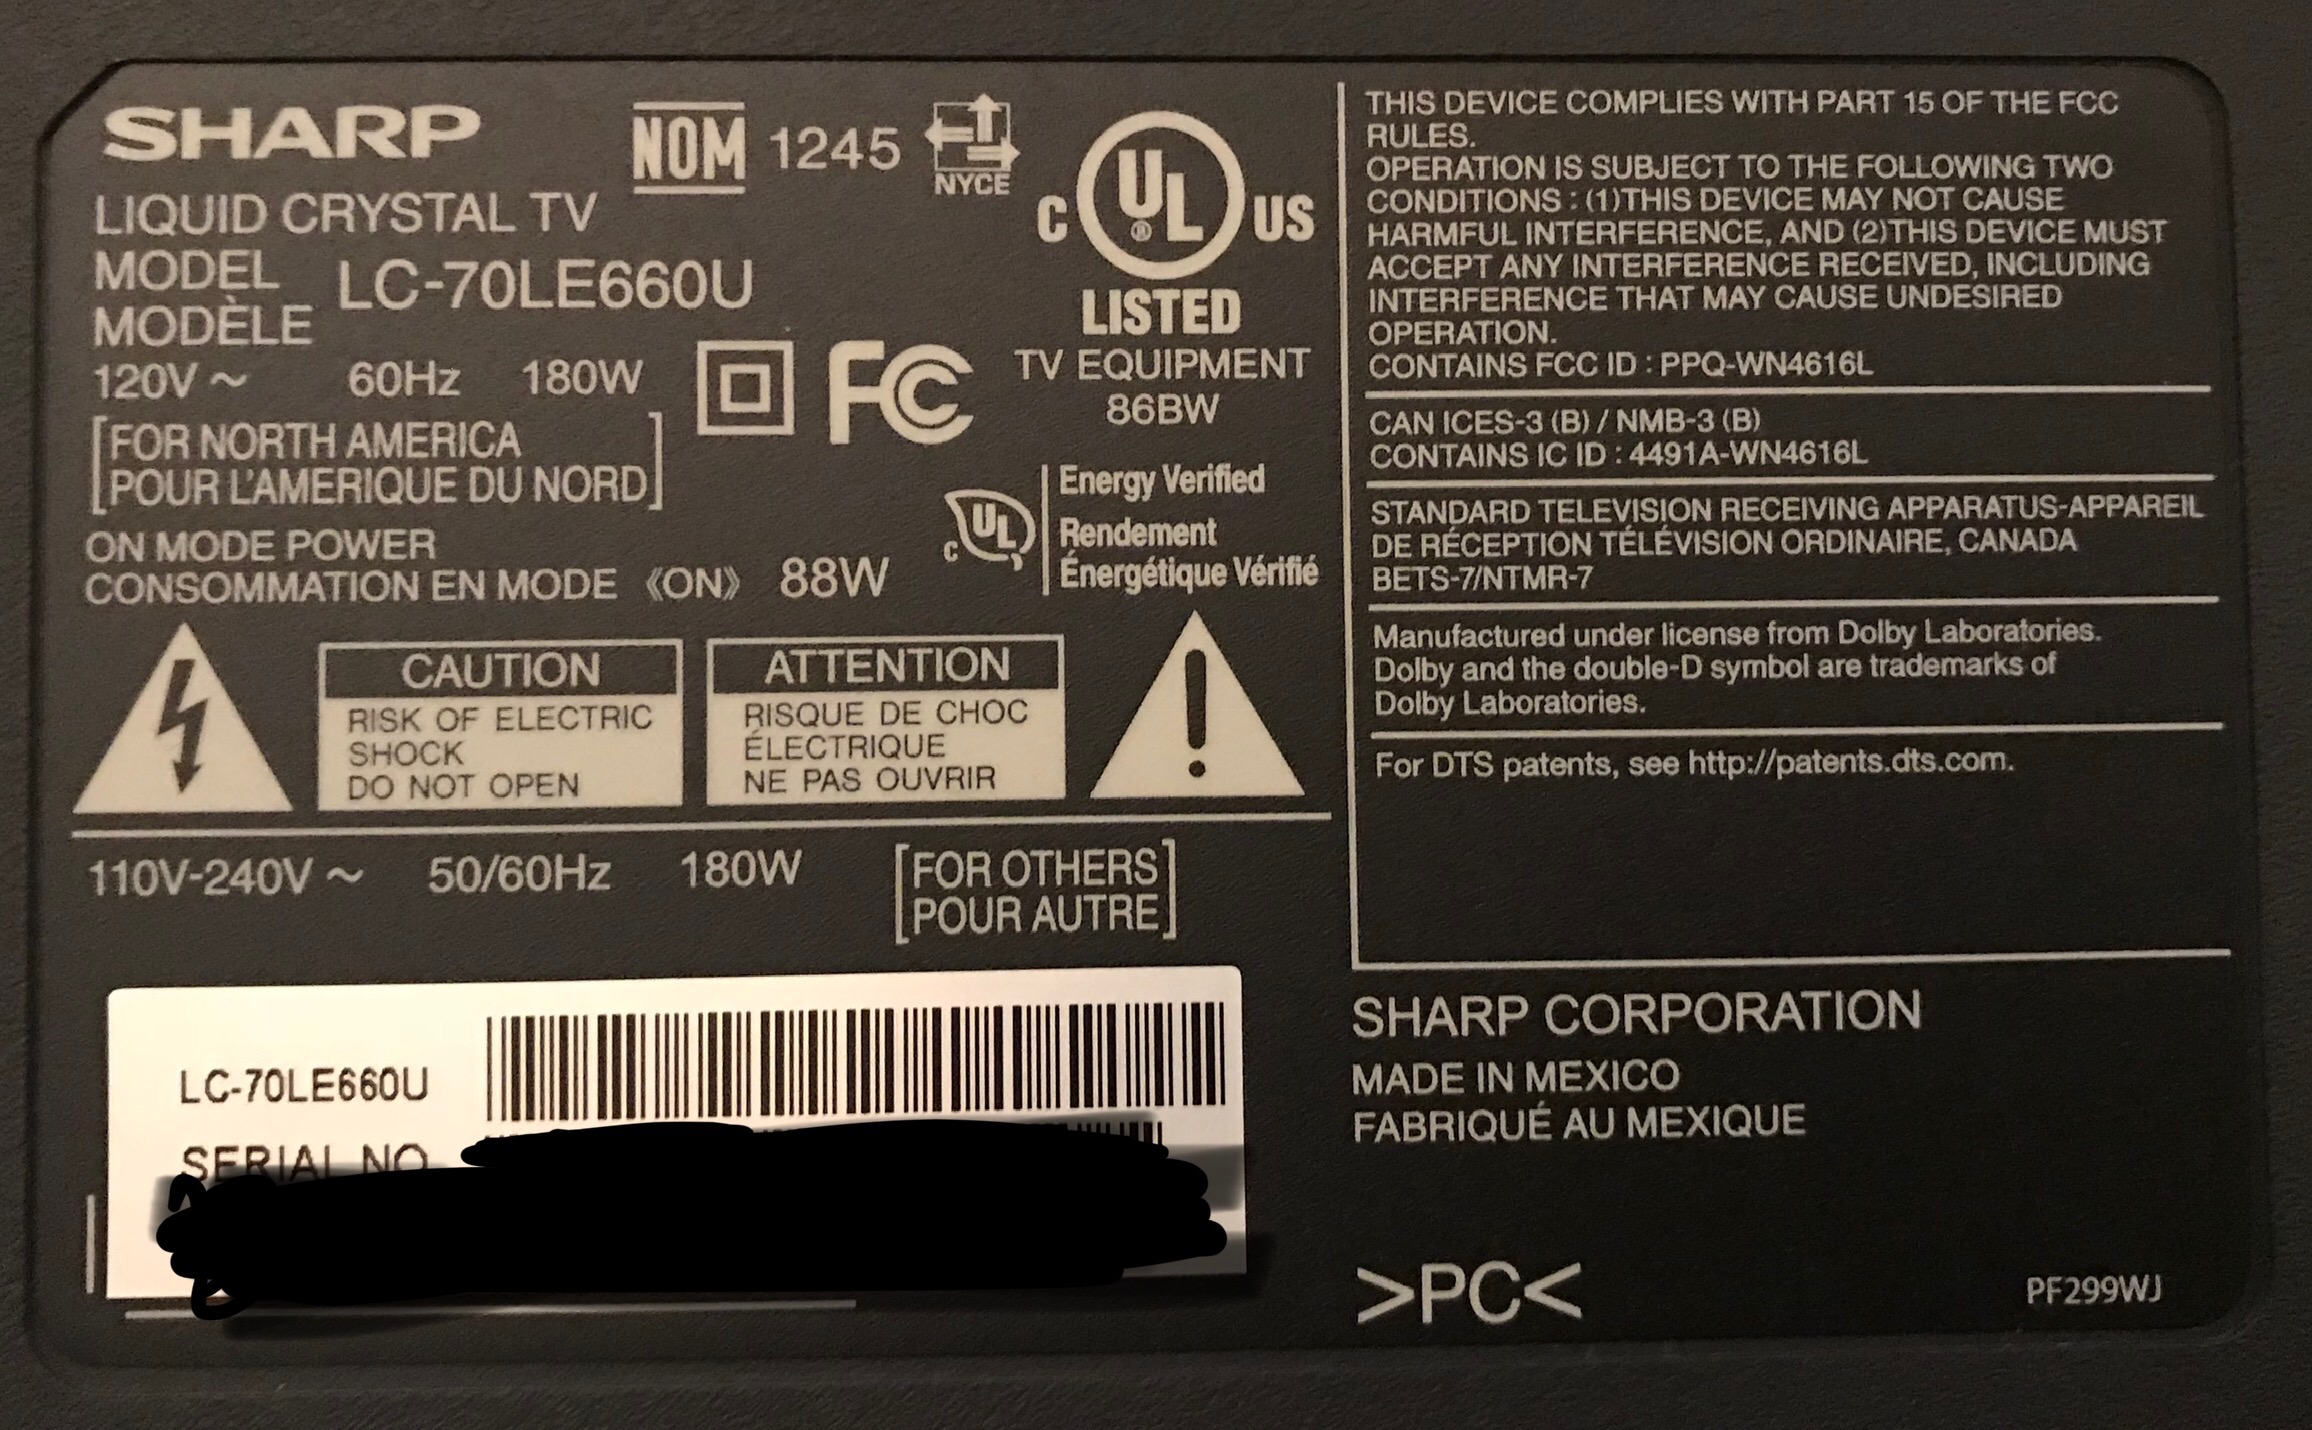 SHARP
NOM 1245 NYCE
LIQUID CRYSTAL TV
MODEL
MODÈLE
LC-70LE660U
120V ~ 60Hz 180W
[FOR NORTH AMERICA
POUR L'AMERIQUE DU NORD]
FC
C UL ® US
LISTED
TV EQUIPMENT
86BW
ON MODE POWER
CONSOMMATION EN MODE 《ON》 88W
C UL
Energy Verified
Rendement
Énergétique Vérifié
CAUTION
RISK OF ELECTRIC
SHOCK
DO NOT OPEN
ATTENTION
RISQUE DE CHOC
ÉLECTRIQUE
NE PAS OUVRIR
!
110V-240V ~ 50/60Hz 180W
[FOR OTHERS
POUR AUTRE]
LC-70LE660U
SERIAL NO
THIS DEVICE COMPLIES WITH PART 15 OF THE FCC
RULES.
OPERATION IS SUBJECT TO THE FOLLOWING TWO
CONDITIONS : (1)THIS DEVICE MAY NOT CAUSE
HARMFUL INTERFERENCE, AND (2)THIS DEVICE MUST
ACCEPT ANY INTERFERENCE RECEIVED, INCLUDING
INTERFERENCE THAT MAY CAUSE UNDESIRED
OPERATION.
CONTAINS FCC ID : PPQ-WN4616L
CAN ICES-3 (B) / NMB-3 (B)
CONTAINS IC ID : 4491A-WN4616L
STANDARD TELEVISION RECEIVING APPARATUS-APPAREIL
DE RÉCEPTION TÉLÉVISION ORDINAIRE, CANADA
BETS-7/NTMR-7
Manufactured under license from Dolby Laboratories.
Dolby and the double-D symbol are trademarks of
Dolby Laboratories.
For DTS patents, see http://patents.dts.com.
SHARP CORPORATION
MADE IN MEXICO
FABRIQUÉ AU MEXIQUE
>PC<
PF299WJ